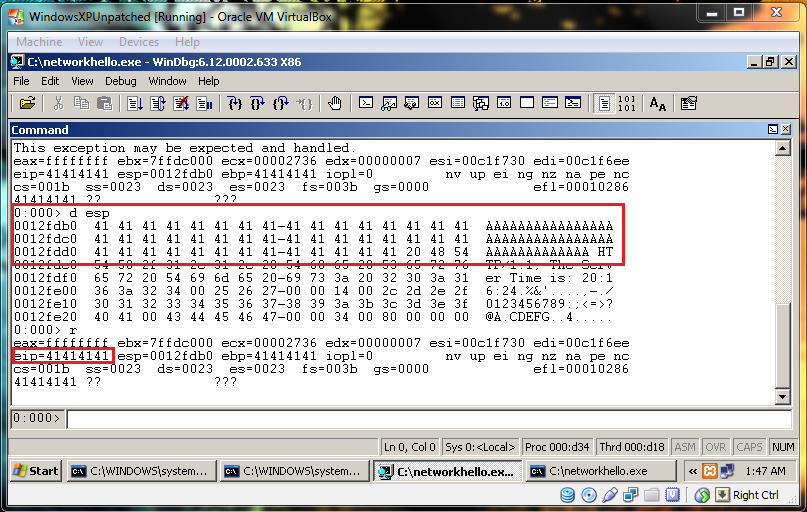 WindowsXPUnpatched [Running] - Oracle VM VirtualBox
Machine View Devices Help
C:\networkhello.exe - WinDbg:6.12.0002.633 X86
File Edit View Debug Window Help
Command
This exception may be expected and handled.
eax=ffffffff ebx=7ffdc000 ecx=00002736 edx=00000007 esi=00c1f730 edi=00c1f6ee
eip=41414141 esp=0012fdb0 ebp=41414141 iopl=0 nv up ei ng nz na pe nc
cs=001b ss=0023 ds=0023 es=0023 fs=003b gs=0000 efl=00010286
41414141 ?? ???
0:000> d esp
0012fdb0 41 41 41 41 41 41 41 41-41 41 41 41 41 41 41 41 AAAAAAAAAAAAAAAA
0012fdc0 41 41 41 41 41 41 41 41-41 41 41 41 41 41 41 41 AAAAAAAAAAAAAAAA
0012fdd0 41 41 41 41 41 41 41 41-41 41 41 41 41 20 48 54 AAAAAAAAAAAAA HT
0012fdf0 65 72 20 54 69 6d 65 20-69 73 3a 20 32 30 3a 31 er Time is: 20:1
0012fe00 36 3a 32 34 00 25 26 27-00 00 14 00 2c 2d 2e 2f 6:24.%&'....,-./
0012fe10 30 31 32 33 34 35 36 37-38 39 3a 3b 3c 3d 3e 3f 0123456789:;<=>?
0012fe20 40 41 00 43 44 45 46 47-00 00 34 00 80 00 00 00 @A.CDEFG..4.....
0:000> r
eax=ffffffff ebx=7ffdc000 ecx=00002736 edx=00000007 esi=00c1f730 edi=00c1f6ee
eip=41414141 esp=0012fdb0 ebp=41414141 iopl=0 nv up ei ng nz na pe nc
cs=001b ss=0023 ds=0023 es=0023 fs=003b gs=0000 efl=00010286
41414141 ?? ???
0:000>
Ln 0, Col 0 Sys 0:<Local> Proc 000:d34 Thrd 000:d18 ASM OVR CAPS NUM
Start C:\WINDOWS\system... C:\WINDOWS\system... C:\networkhello.ex... C:\networkhello.exe « 1:47 AM
Right Ctrl